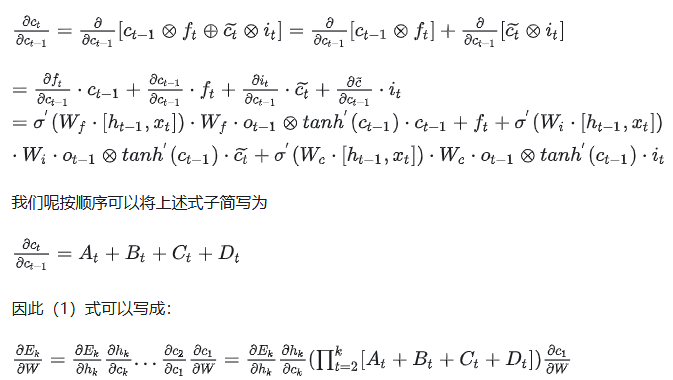 ∂c_t/∂c_{t−1} = ∂/∂c_{t−1} [c_{t−1} ⊗ f_t ⊕ c̃_t ⊗ i_t] = ∂/∂c_{t−1} [c_{t−1} ⊗ f_t] + ∂/∂c_{t−1} [c̃_t ⊗ i_t]
= ∂f_t/∂c_{t−1} · c_{t−1} + ∂c_{t−1}/∂c_{t−1} · f_t + ∂i_t/∂c_{t−1} · c̃_t + ∂c̃/∂c_{t−1} · i_t
= σ′(W_f · [h_{t−1}, x_t]) · W_f · o_{t−1} ⊗ tanh′(c_{t−1}) · c_{t−1} + f_t + σ′(W_i · [h_{t−1}, x_t])
· W_i · o_{t−1} ⊗ tanh′(c_{t−1}) · c̃_t + σ′(W_c · [h_{t−1}, x_t]) · W_c · o_{t−1} ⊗ tanh′(c_{t−1}) · i_t
我们呢按顺序可以将上述式子简写为
∂c_t/∂c_{t−1} = A_t + B_t + C_t + D_t
因此（1）式可以写成：
∂E_k/∂W = ∂E_k/∂h_k ∂h_k/∂c_k … ∂c_2/∂c_1 ∂c_1/∂W = ∂E_k/∂h_k ∂h_k/∂c_k (∏_{t=2}^{k} [A_t + B_t + C_t + D_t]) ∂c_1/∂W